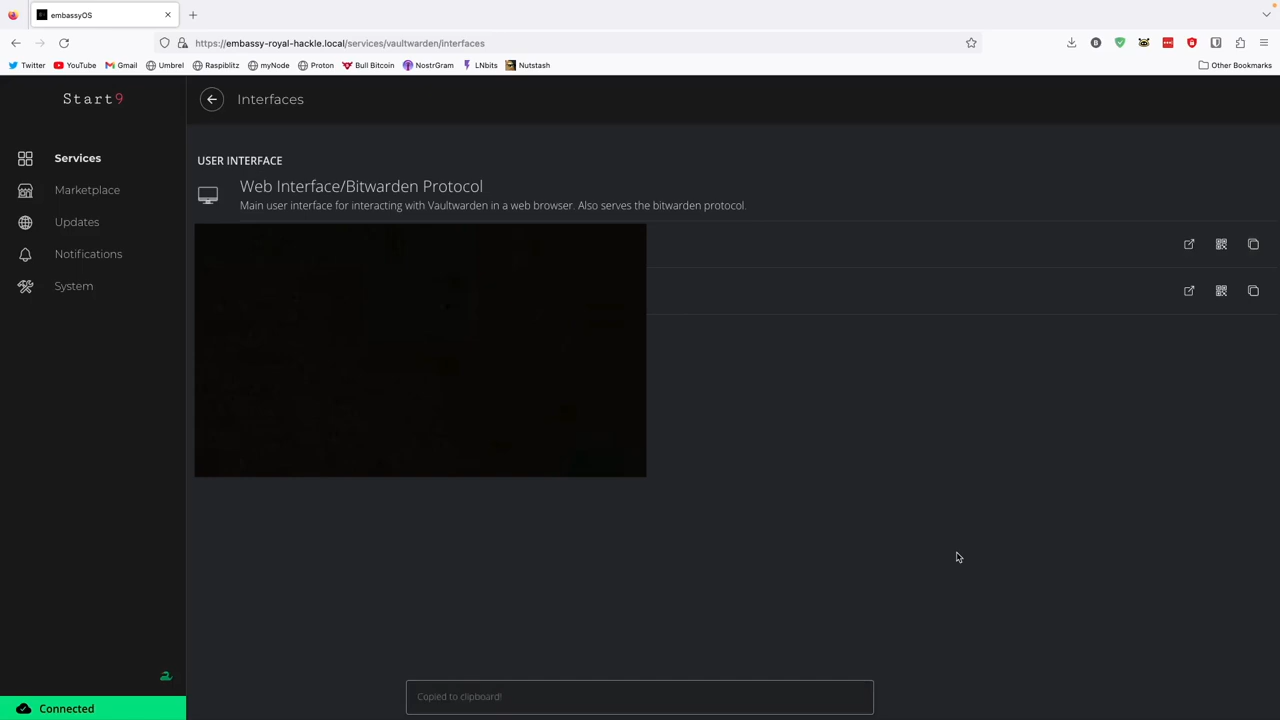 embassyOS
https://embassy-royal-hackle.local/services/vaultwarden/interfaces
Twitter YouTube Gmail Umbrel Raspiblitz myNode Proton Bull Bitcoin NostrGram LNbits Nutstash Other Bookmarks
Start9
Interfaces
Services
Marketplace
Updates
Notifications
System
USER INTERFACE
Web Interface/Bitwarden Protocol
Main user interface for interacting with Vaultwarden in a web browser. Also serves the bitwarden protocol.
Copied to clipboard!
Connected